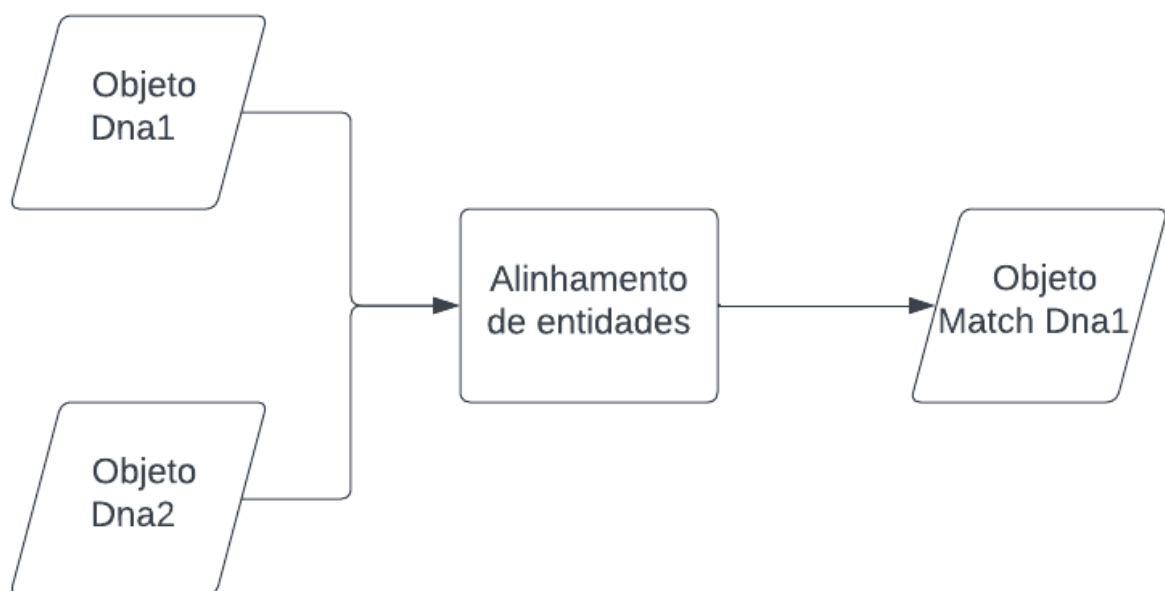 Objeto
Dna1
Alinhamento
de entidades
Objeto
Match Dna1
Objeto
Dna2